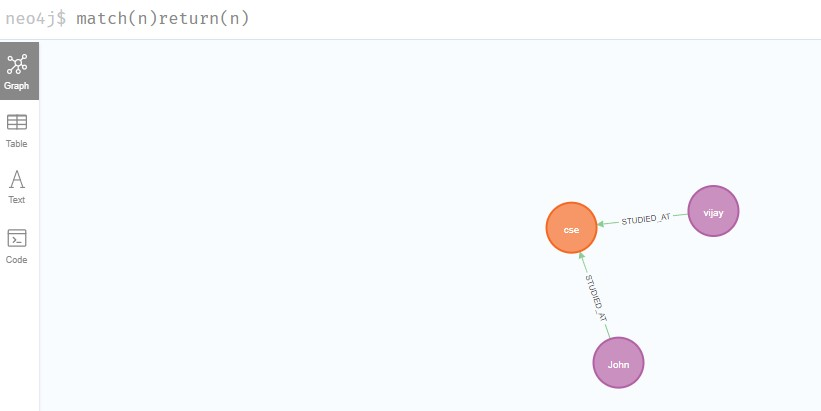 neo4j$ match(n)return(n)
Graph
Table
Text
Code
cse
STUDIED_AT
vijay
STUDIED_AT
John